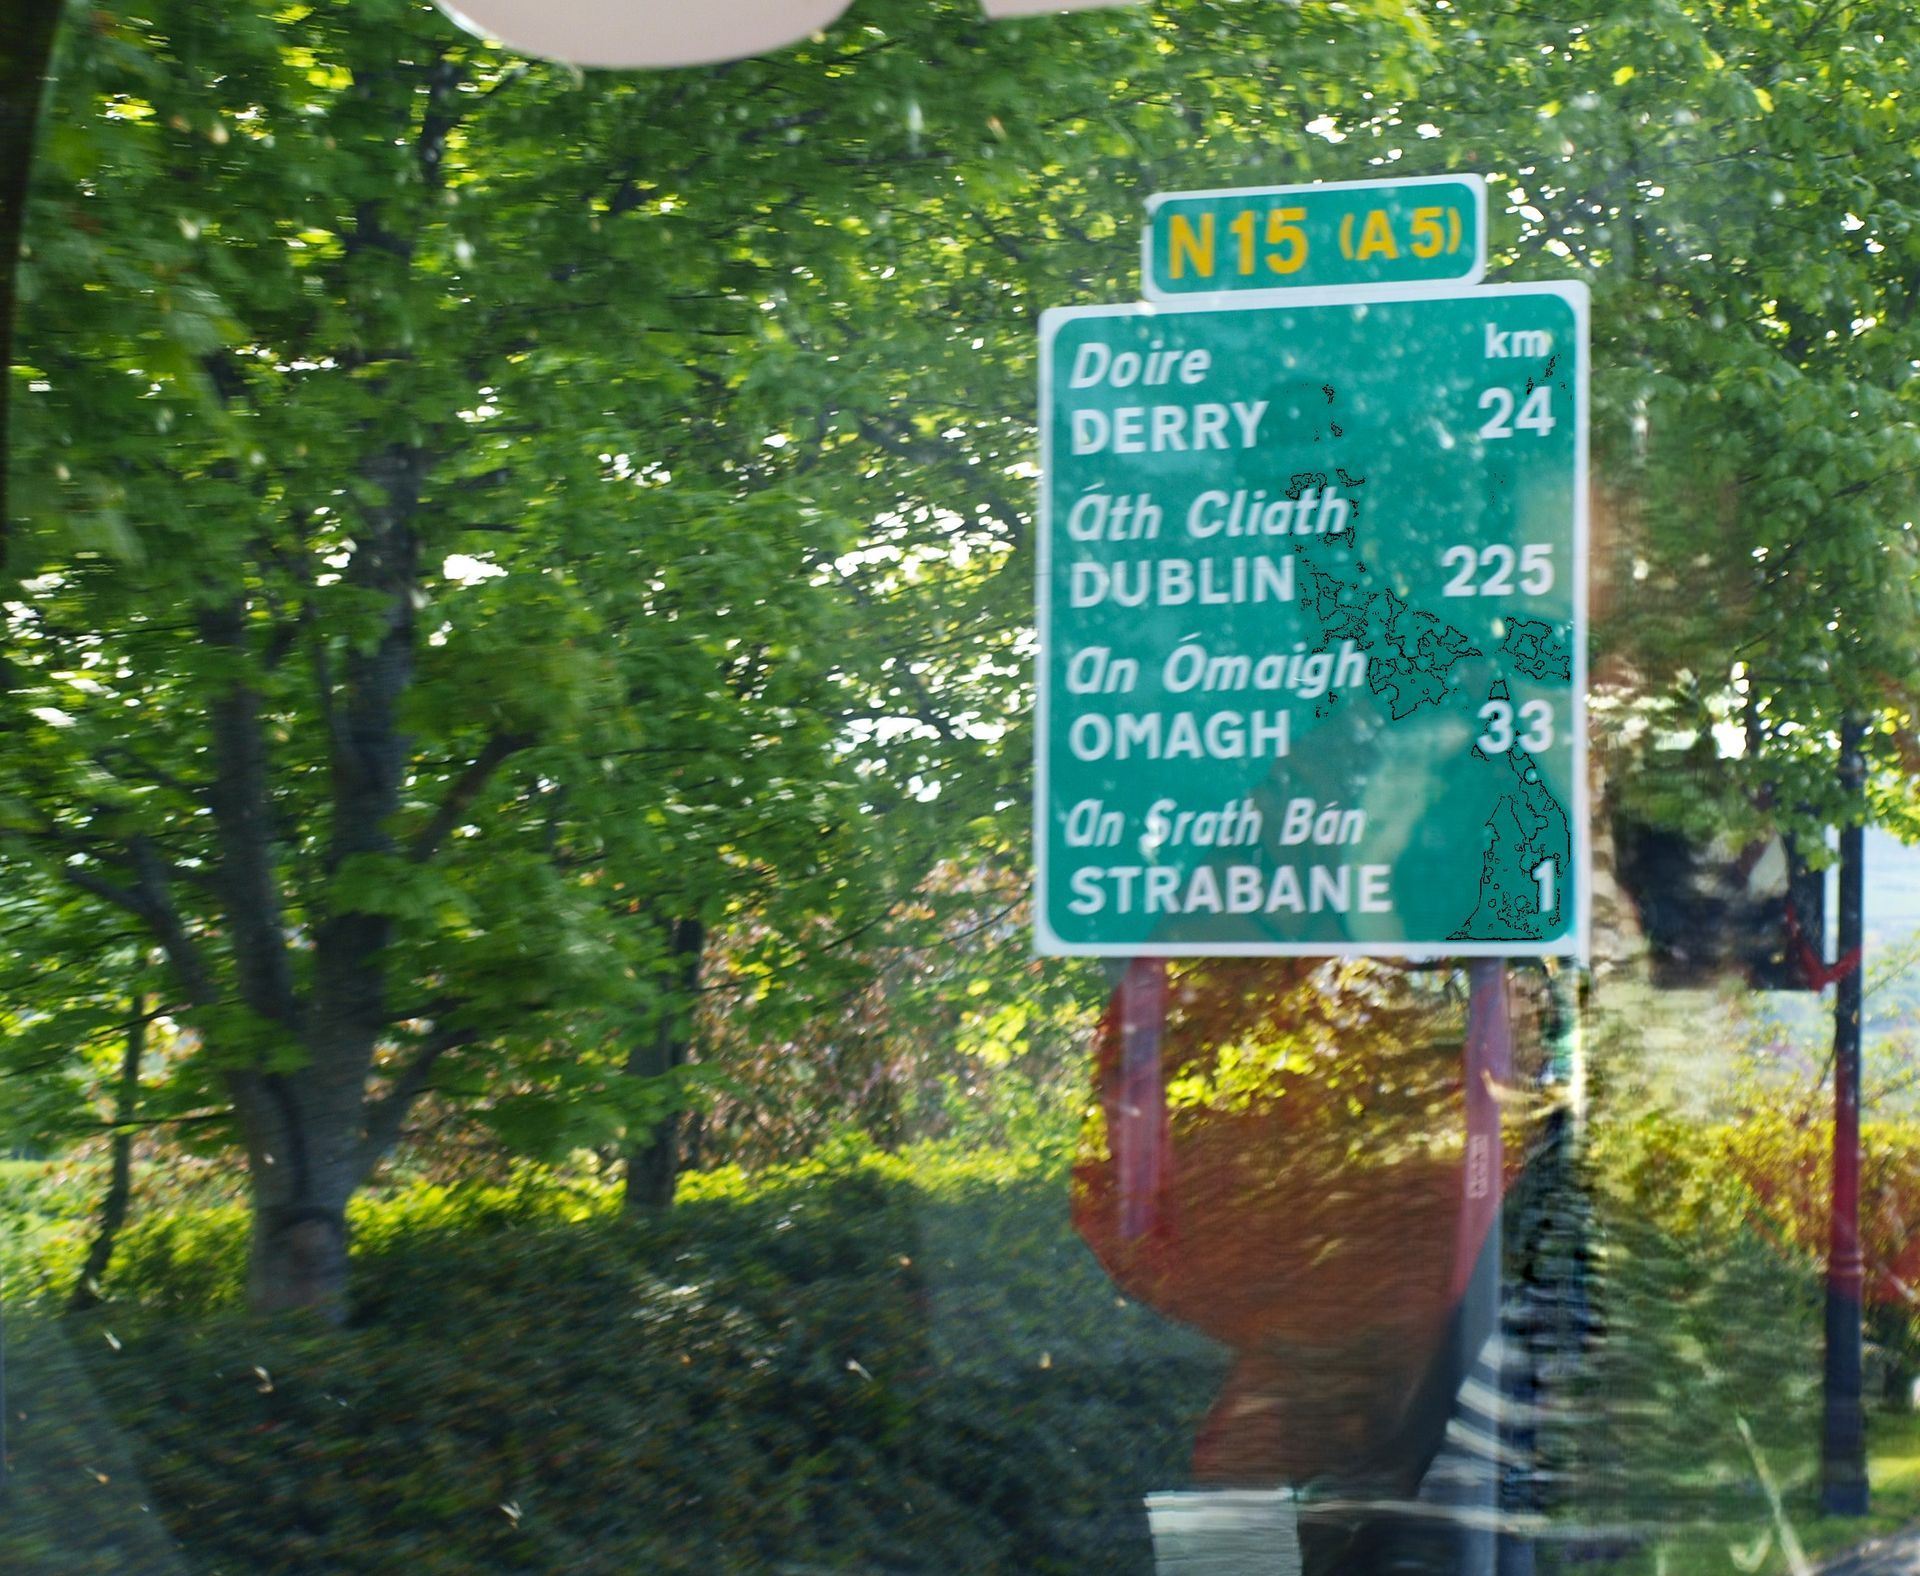 N15 (A5)
km
Doire
DERRY 24
Áth Cliath
DUBLIN 225
An Ómaigh
OMAGH 33
An Srath Bán
STRABANE 1